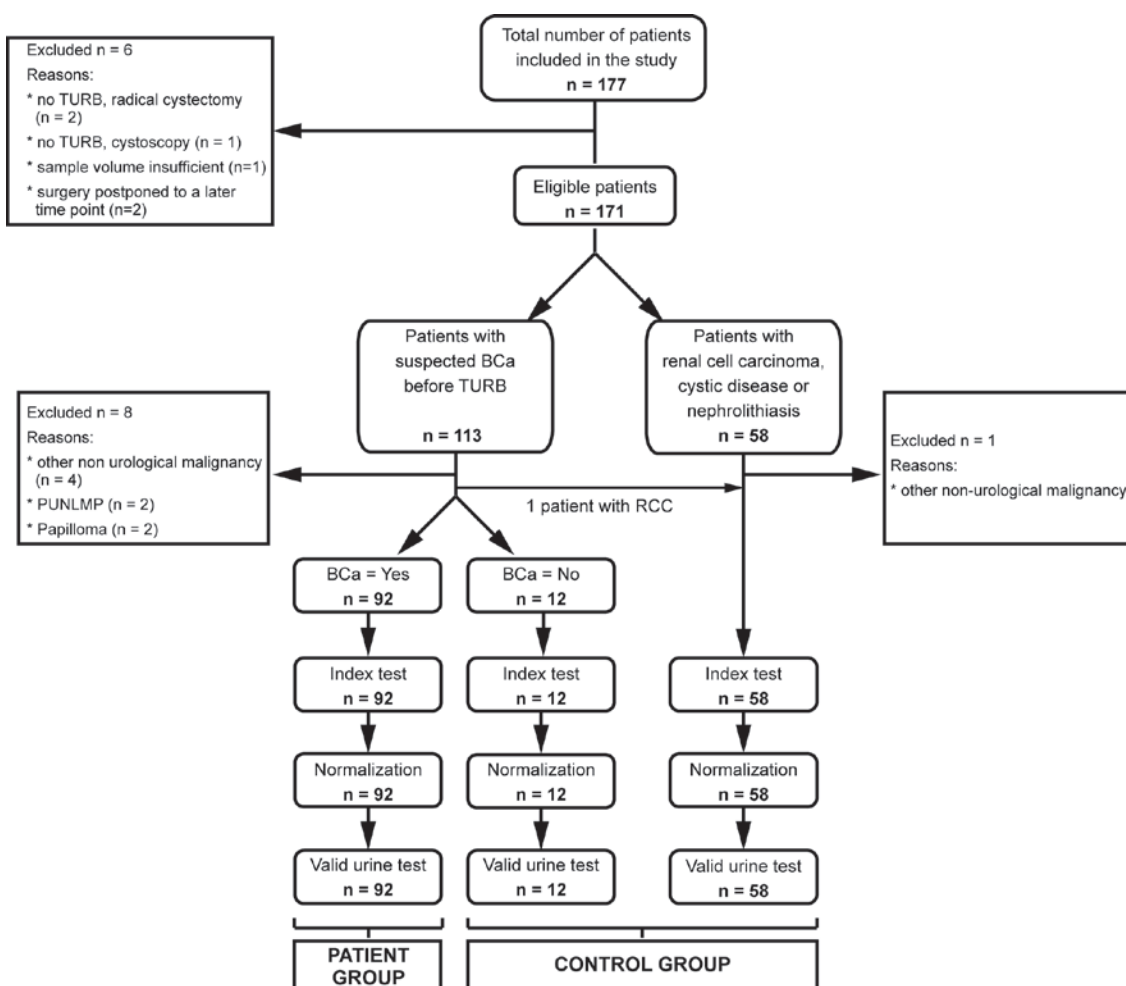 Total number of patients
included in the study
n = 177
Excluded n = 6
Reasons:
* no TURB, radical cystectomy
(n = 2)
* no TURB, cystoscopy (n = 1)
* sample volume insufficient (n=1)
* surgery postponed to a later
time point (n=2)
Eligible patients
n = 171
Patients with
suspected BCa
before TURB
n = 113
Patients with
renal cell carcinoma,
cystic disease or
nephrolithiasis
n = 58
Excluded n = 8
Reasons:
* other non urological malignancy
(n = 4)
* PUNLMP (n = 2)
* Papilloma (n = 2)
Excluded n = 1
Reasons:
* other non-urological malignancy
1 patient with RCC
BCa = Yes
n = 92
BCa = No
n = 12
Index test
n = 92
Index test
n = 12
Index test
n = 58
Normalization
n = 92
Normalization
n = 12
Normalization
n = 58
Valid urine test
n = 92
Valid urine test
n = 12
Valid urine test
n = 58
PATIENT
GROUP
CONTROL GROUP